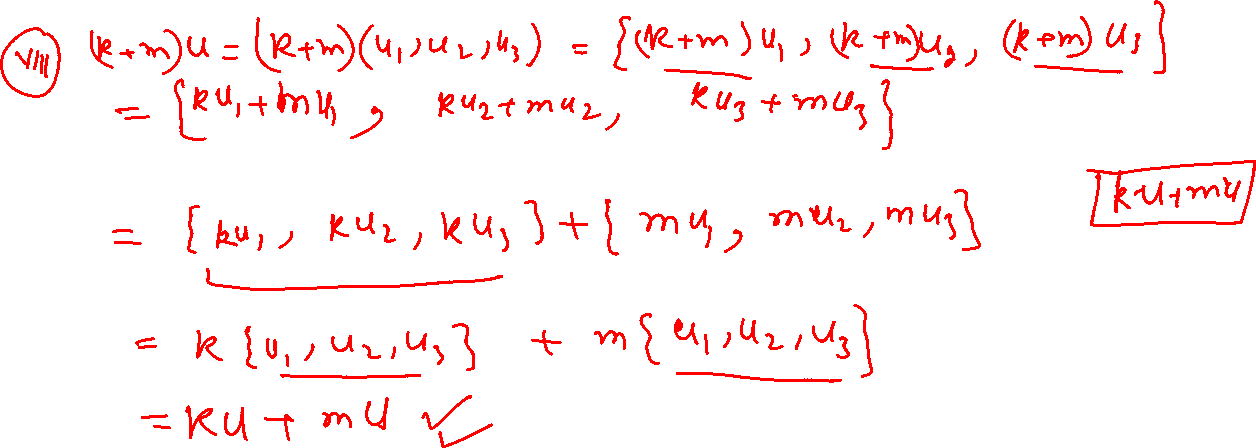 (viii) (k+m)u = (k+m)(u₁, u₂, u₃) = {(k+m)u₁, (k+m)u₂, (k+m)u₃}
= {ku₁+mu₁, ku₂+mu₂, ku₃+mu₃}
ku+mu
= {ku₁, ku₂, ku₃}+{mu₁, mu₂, mu₃}
= k{u₁, u₂, u₃} + m{u₁, u₂, u₃}
= ku+mu ✓